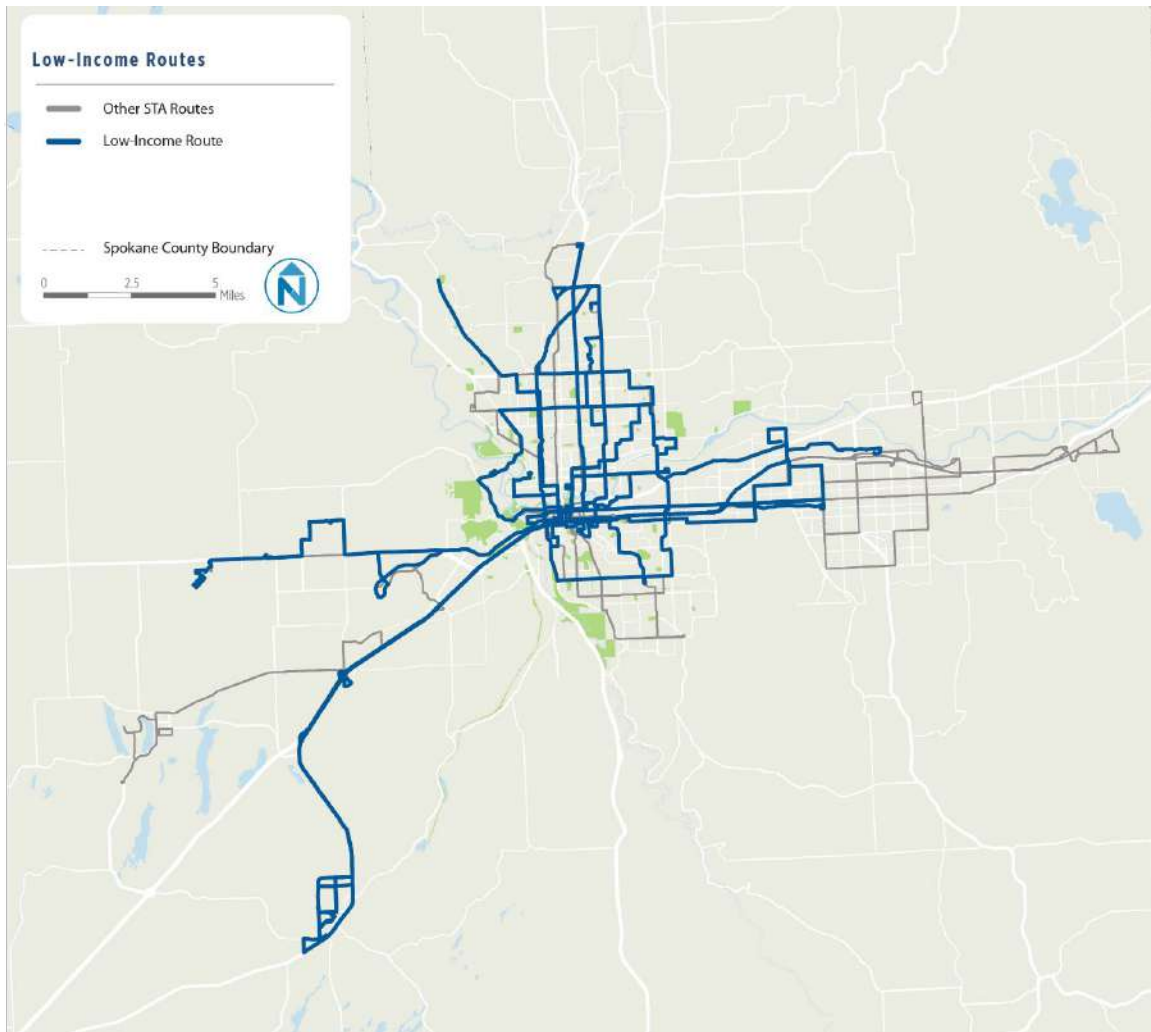 Low-Income Routes
Other STA Routes
Low-Income Route
Spokane County Boundary
0 2.5 5
Miles
N